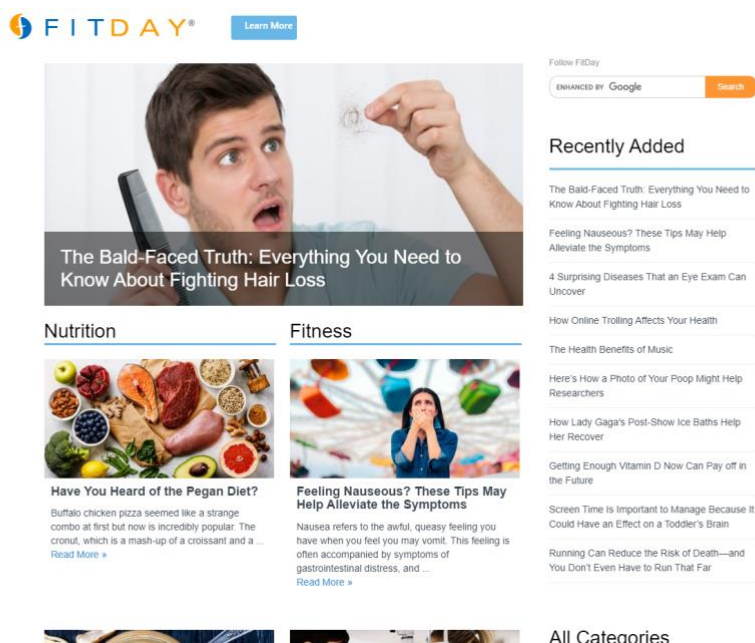 FITDAY®
Learn More
Follow FitDay
ENHANCED BY Google
Search
The Bald-Faced Truth: Everything You Need to
Know About Fighting Hair Loss
Nutrition
Have You Heard of the Pegan Diet?
Buffalo chicken pizza seemed like a strange
combo at first but now is incredibly popular. The
cronut, which is a mash-up of a croissant and a ...
Read More »
Fitness
Feeling Nauseous? These Tips May
Help Alleviate the Symptoms
Nausea refers to the awful, queasy feeling you
have when you feel you may vomit. This feeling is
often accompanied by symptoms of
gastrointestinal distress, and ...
Read More »
Recently Added
The Bald-Faced Truth: Everything You Need to
Know About Fighting Hair Loss
Feeling Nauseous? These Tips May Help
Alleviate the Symptoms
4 Surprising Diseases That an Eye Exam Can
Uncover
How Online Trolling Affects Your Health
The Health Benefits of Music
Here's How a Photo of Your Poop Might Help
Researchers
How Lady Gaga's Post-Show Ice Baths Help
Her Recover
Getting Enough Vitamin D Now Can Pay off in
the Future
Screen Time Is Important to Manage Because It
Could Have an Effect on a Toddler's Brain
Running Can Reduce the Risk of Death—and
You Don't Even Have to Run That Far
All Categories